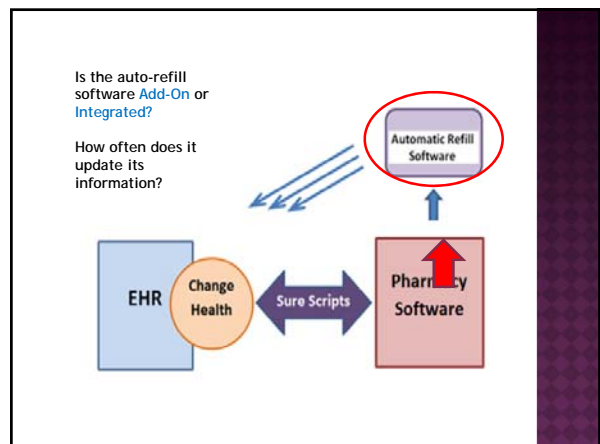 Is the auto-refill
software Add-On or
Integrated?
How often does it
update its
information?
Automatic Refill
Software
EHR
Change
Health
Sure Scripts
Pharmacy
Software